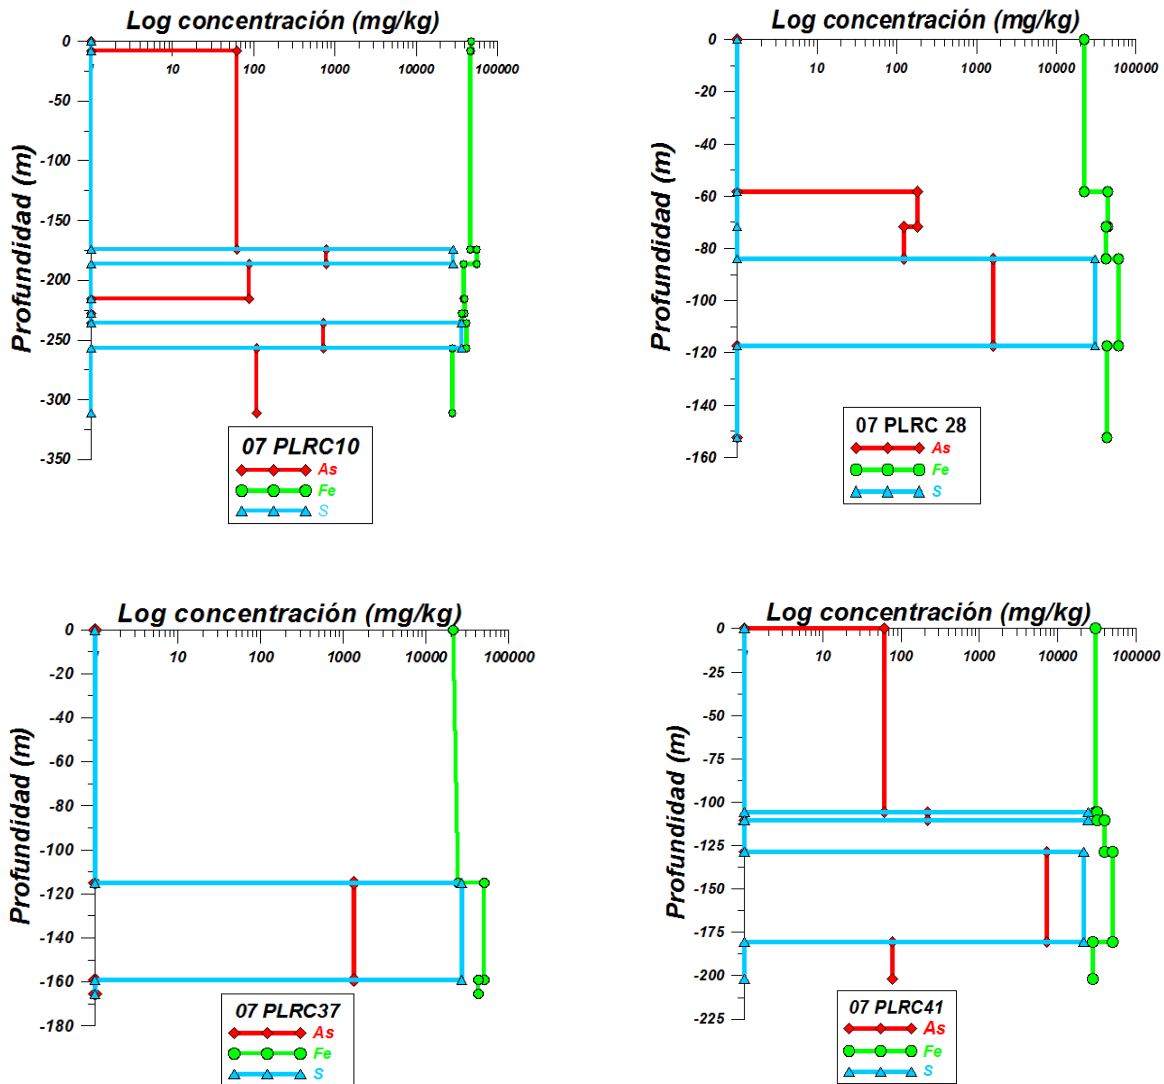 Log concentración (mg/kg)
10 100 1000 10000 100000
0
-50
-100
-150
-200
-250
-300
-350
Profundidad (m)
07 PLRC10
As
Fe
S
Log concentración (mg/kg)
10 100 1000 10000 100000
0
-20
-40
-60
-80
-100
-120
-140
-160
Profundidad (m)
07 PLRC 28
As
Fe
S
Log concentración (mg/kg)
10 100 1000 10000 100000
0
-20
-40
-60
-80
-100
-120
-140
-160
-180
Profundidad (m)
07 PLRC37
As
Fe
S
Log concentración (mg/kg)
10 100 1000 10000 100000
0
-25
-50
-75
-100
-125
-150
-175
-200
-225
Profundidad (m)
07 PLRC41
As
Fe
S